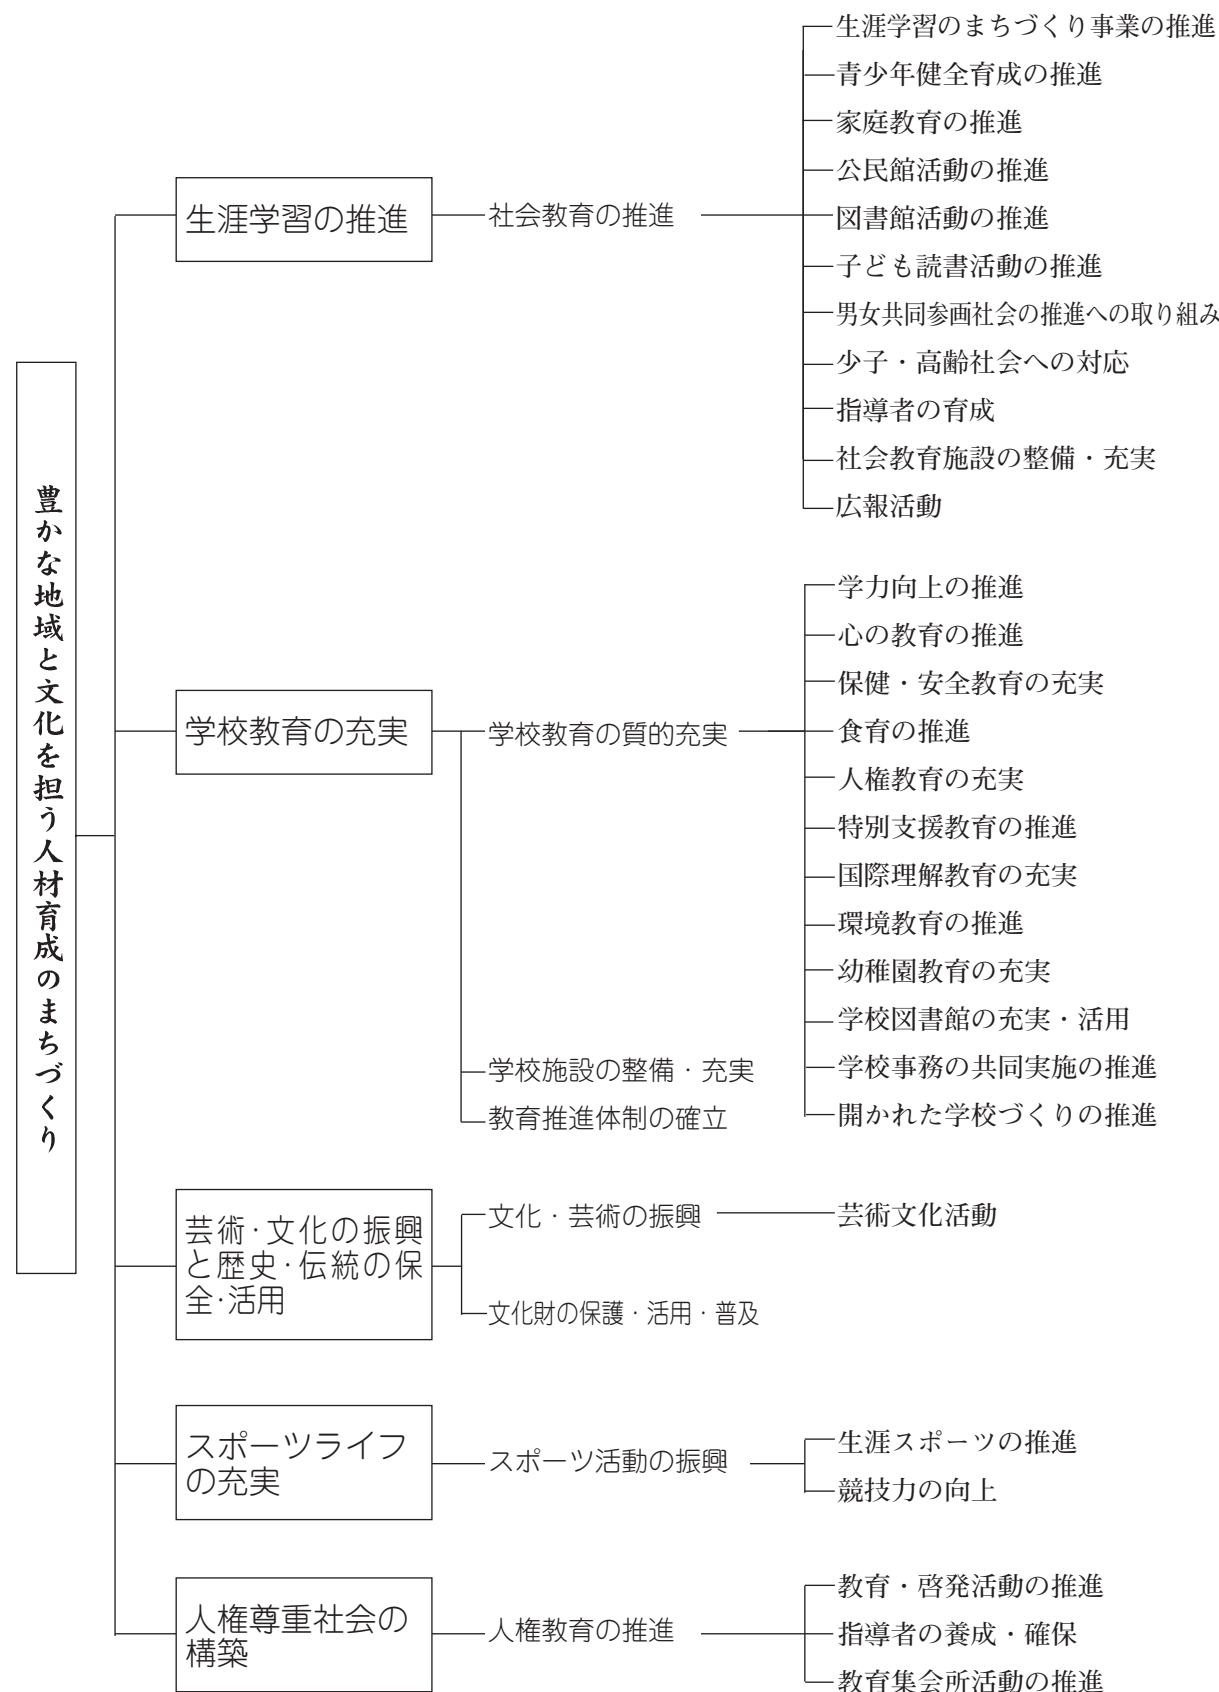 豊かな地域と文化を担う人材育成のまちづくり
生涯学習の推進
社会教育の推進
生涯学習のまちづくり事業の推進
青少年健全育成の推進
家庭教育の推進
公民館活動の推進
図書館活動の推進
子ども読書活動の推進
男女共同参画社会の推進への取り組み
少子・高齢社会への対応
指導者の育成
社会教育施設の整備・充実
広報活動
学校教育の充実
学校教育の質的充実
学力向上の推進
心の教育の推進
保健・安全教育の充実
食育の推進
人権教育の充実
特別支援教育の推進
国際理解教育の充実
環境教育の推進
幼稚園教育の充実
学校図書館の充実・活用
学校事務の共同実施の推進
開かれた学校づくりの推進
学校施設の整備・充実
教育推進体制の確立
芸術·文化の振興
と歴史·伝統の保
全·活用
文化・芸術の振興
芸術文化活動
文化財の保護・活用・普及
スポーツライフ
の充実
スポーツ活動の振興
生涯スポーツの推進
競技力の向上
人権尊重社会の
構築
人権教育の推進
教育・啓発活動の推進
指導者の養成・確保
教育集会所活動の推進